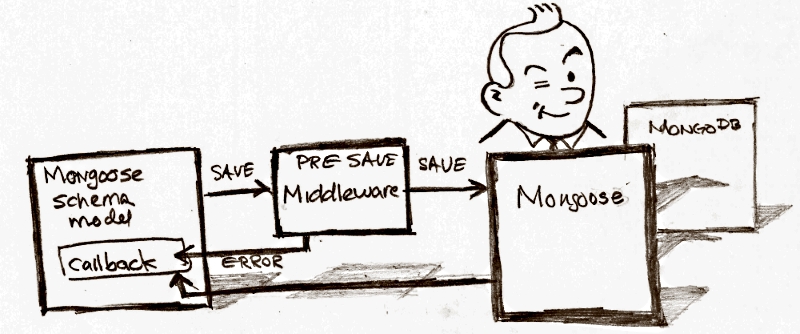 Mongoose
schema
model
callback
SAVE
PRE SAVE
Middleware
ERROR
SAVE
Mongoose
MONGODB